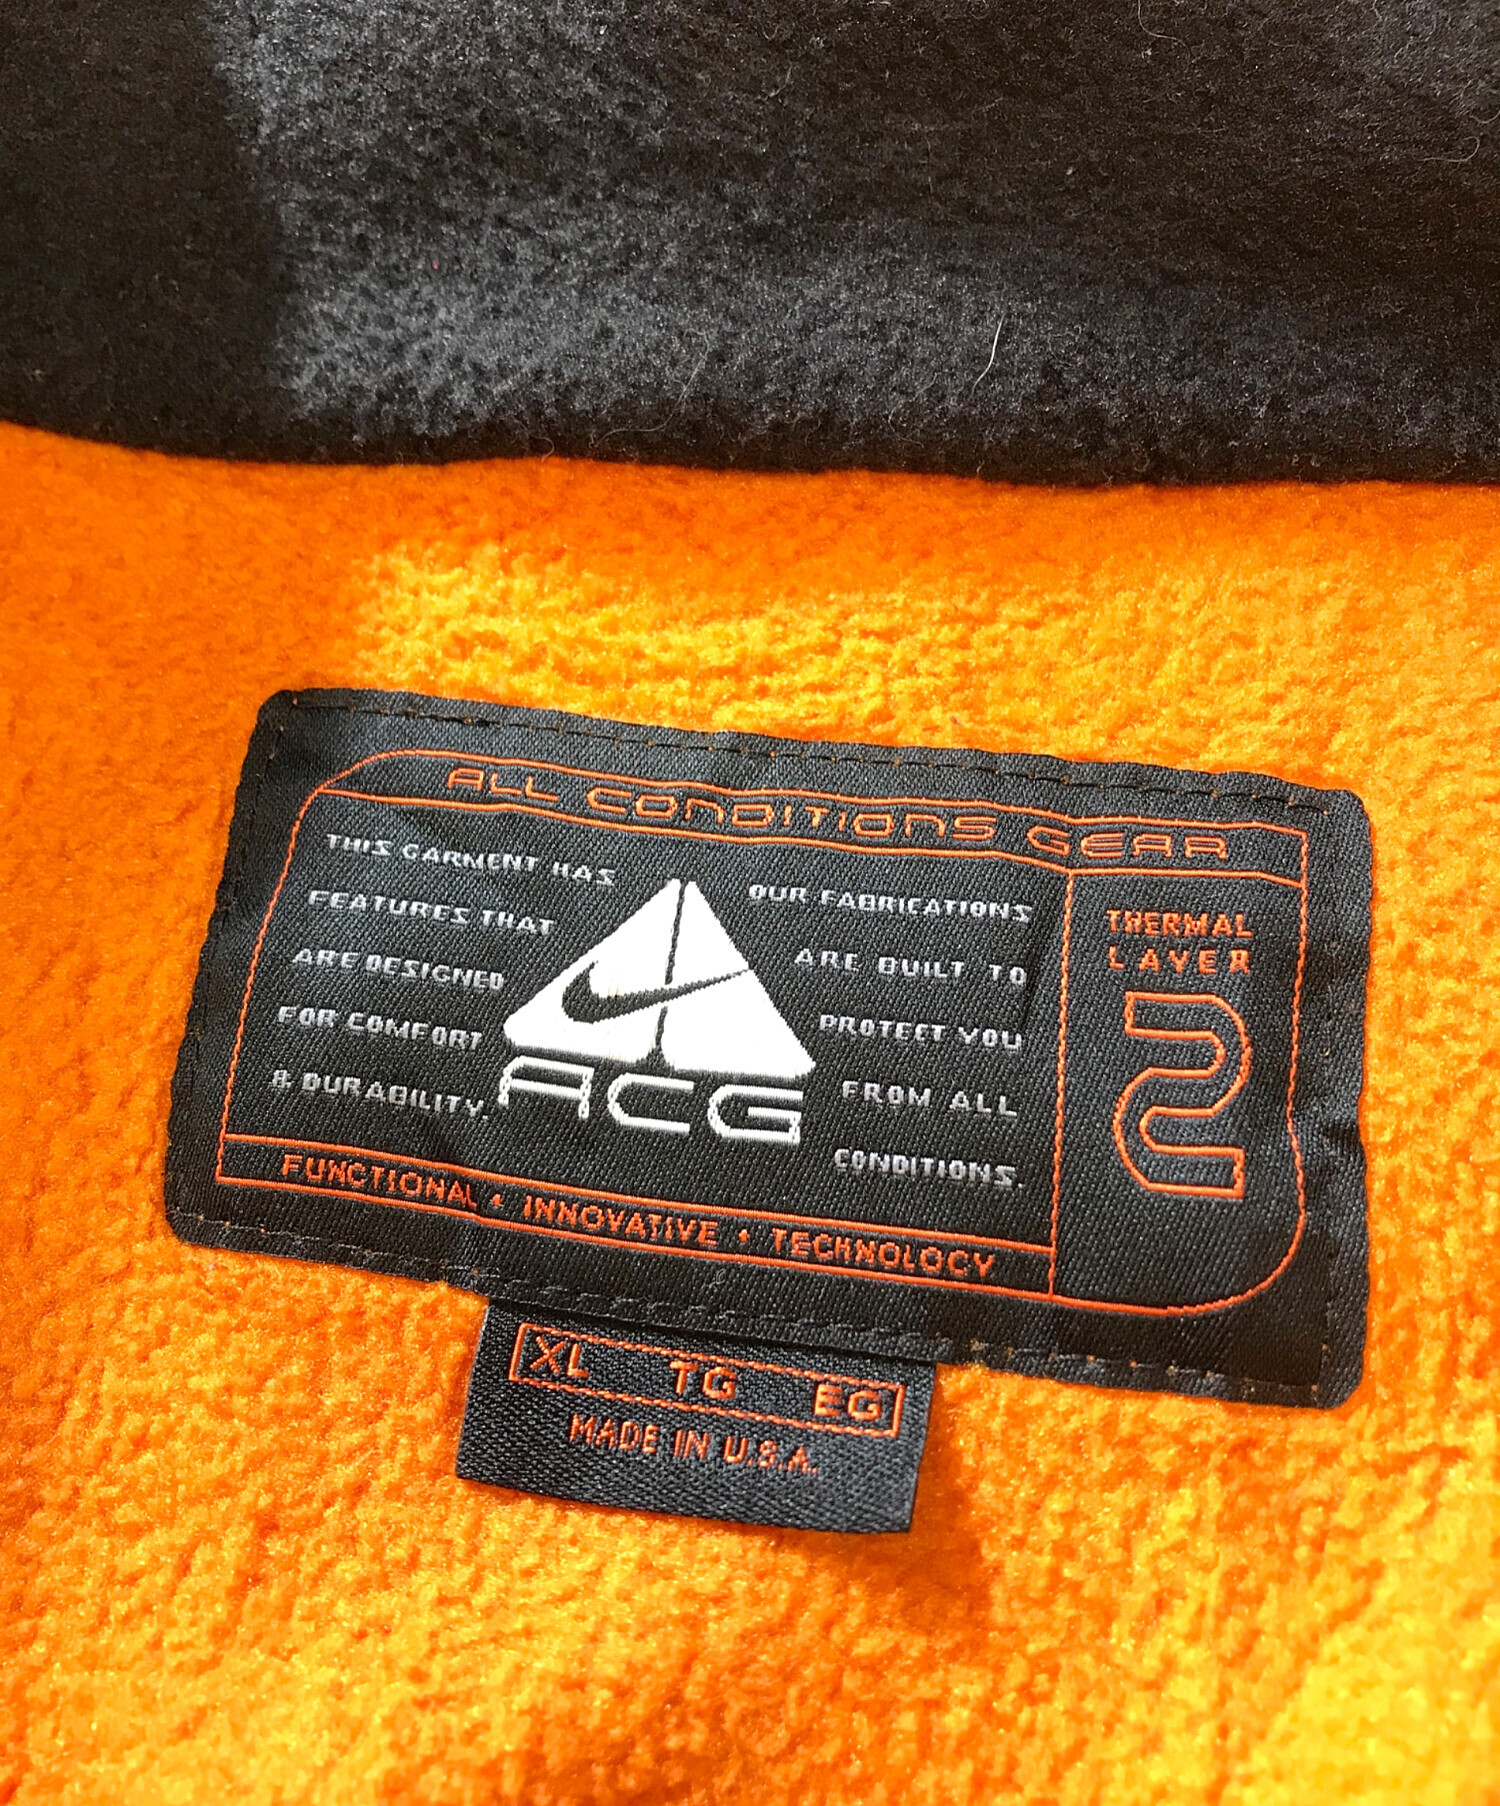 ALL CONDITIONS GEAR
THIS GARMENT HAS
FEATURES THAT
ARE DESIGNED
FOR COMFORT
& DURABILITY.
ACG
OUR FABRICATIONS
ARE BUILT TO
PROTECT YOU
FROM ALL
CONDITIONS.
THERMAL
LAYER
2
FUNCTIONAL • INNOVATIVE • TECHNOLOGY
XL TG EG
MADE IN U.S.A.